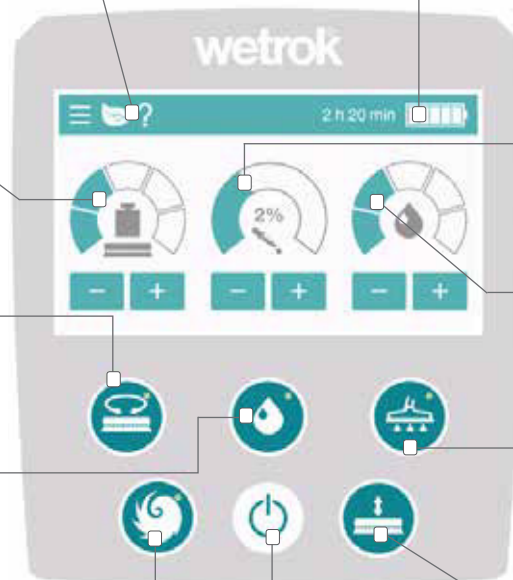 wetrok
? 2 h 20 min
2%
− + − + − +